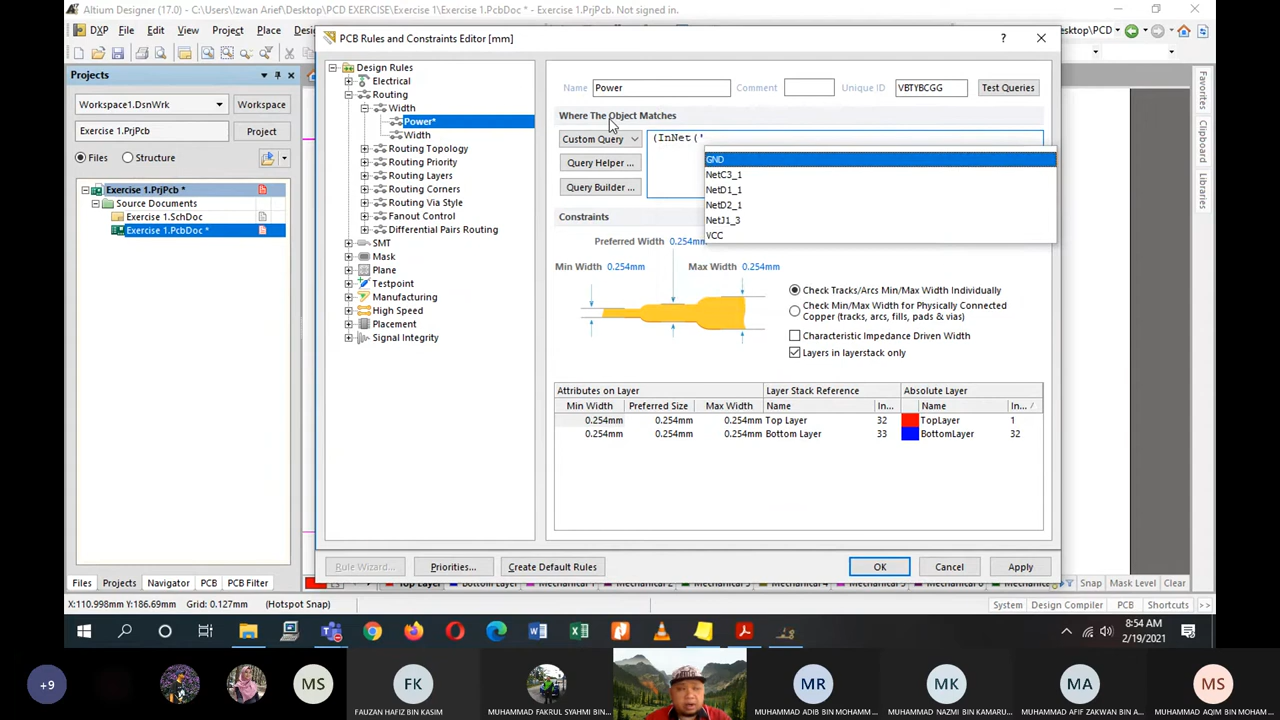 Altium Designer (17.0) - C:\Users\Izwan Arief\Desktop\PCD EXERCISE\Exercise 1\Exercise 1.PcbDoc * - Exercise 1.PrjPcb. Not signed in.
DXP File Edit View Project Place
Projects
Workspace1.DsnWrk Workspace
Exercise 1.PrjPcb Project
Files Structure
Exercise 1.PrjPcb *
Source Documents
Exercise 1.SchDoc
Exercise 1.PcbDoc *
PCB Rules and Constraints Editor [mm]
Design Rules
Electrical
Routing
Width
Power*
Width
Routing Topology
Routing Priority
Routing Layers
Routing Corners
Routing Via Style
Fanout Control
Differential Pairs Routing
SMT
Mask
Plane
Testpoint
Manufacturing
High Speed
Placement
Signal Integrity
Name Power Comment Unique ID VBTYBCGG Test Queries
Where The Object Matches
Custom Query
(InNet('
Query Helper ...
Query Builder ...
GND
NetC3_1
NetD1_1
NetD2_1
NetJ1_3
VCC
Constraints
Preferred Width 0.254mm
Min Width 0.254mm Max Width 0.254mm
Check Tracks/Arcs Min/Max Width Individually
Check Min/Max Width for Physically Connected
Copper (tracks, arcs, fills, pads & vias)
Characteristic Impedance Driven Width
Layers in layerstack only
Attributes on Layer Layer Stack Reference Absolute Layer
Min Width Preferred Size Max Width Name In... Name In... /
0.254mm 0.254mm 0.254mm Top Layer 32 TopLayer 1
0.254mm 0.254mm 0.254mm Bottom Layer 33 BottomLayer 32
Rule Wizard... Priorities... Create Default Rules OK Cancel Apply
Desktop\PCD
Favorites
Clipboard
Libraries
Files Projects Navigator PCB PCB Filter
Snap Mask Level Clear
X:110.998mm Y:186.69mm Grid: 0.127mm (Hotspot Snap)
System Design Compiler PCB Shortcuts >>
8:54 AM
2/19/2021
+9
MS
FK
FAUZAN HAFIZ BIN KASIM
MUHAMMAD FAKRUL SYAHMI BIN...
MR
MUHAMMAD ADIB BIN MOHAMM...
MK
MUHAMMAD NAZMI BIN KAMARU...
MA
MUHAMMAD AFIF ZAKWAN BIN A...
MS
MUHAMMAD AQIM BIN MOHAM...